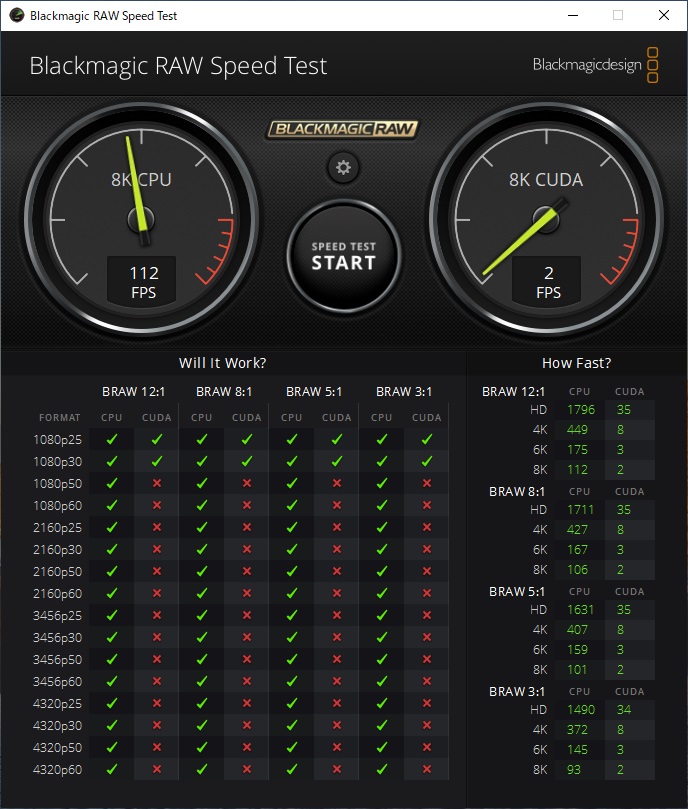 Blackmagic RAW Speed Test
Blackmagic RAW Speed Test
Blackmagicdesign
BLACKMAGIC RAW
8K CPU
8K CUDA
SPEED TEST
START
112
FPS
2
FPS
Will It Work?
BRAW 12:1 BRAW 8:1 BRAW 5:1 BRAW 3:1
FORMAT CPU CUDA CPU CUDA CPU CUDA CPU CUDA
1080p25
1080p30
1080p50
1080p60
2160p25
2160p30
2160p50
2160p60
3456p25
3456p30
3456p50
3456p60
4320p25
4320p30
4320p50
4320p60
How Fast?
BRAW 12:1 CPU CUDA
HD 1796 35
4K 449 8
6K 175 3
8K 112 2
BRAW 8:1 CPU CUDA
HD 1711 35
4K 427 8
6K 167 3
8K 106 2
BRAW 5:1 CPU CUDA
HD 1631 35
4K 407 8
6K 159 3
8K 101 2
BRAW 3:1 CPU CUDA
HD 1490 34
4K 372 8
6K 145 3
8K 93 2